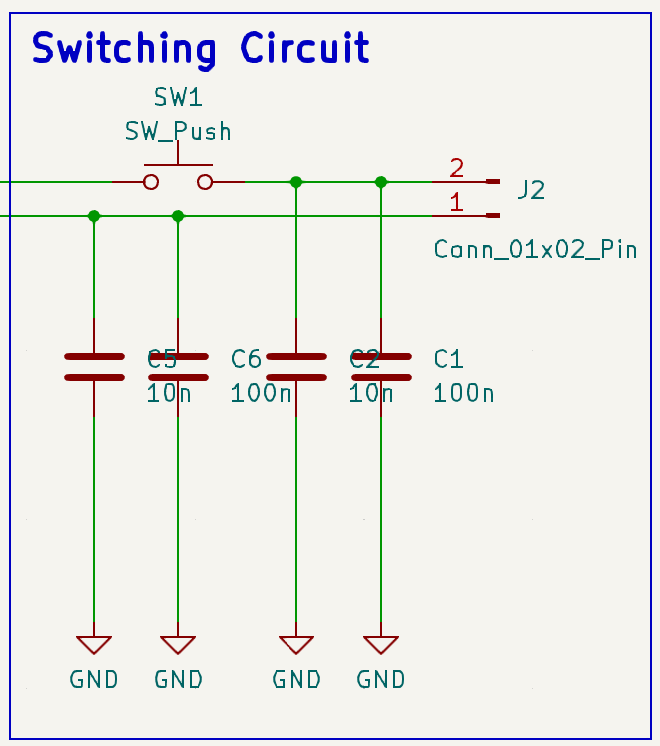 Switching Circuit
SW1
SW_Push
2
J2
1
Cann_01x02_Pin
C5 C6 C2 C1
10n 100n 10n 100n
GND GND GND GND